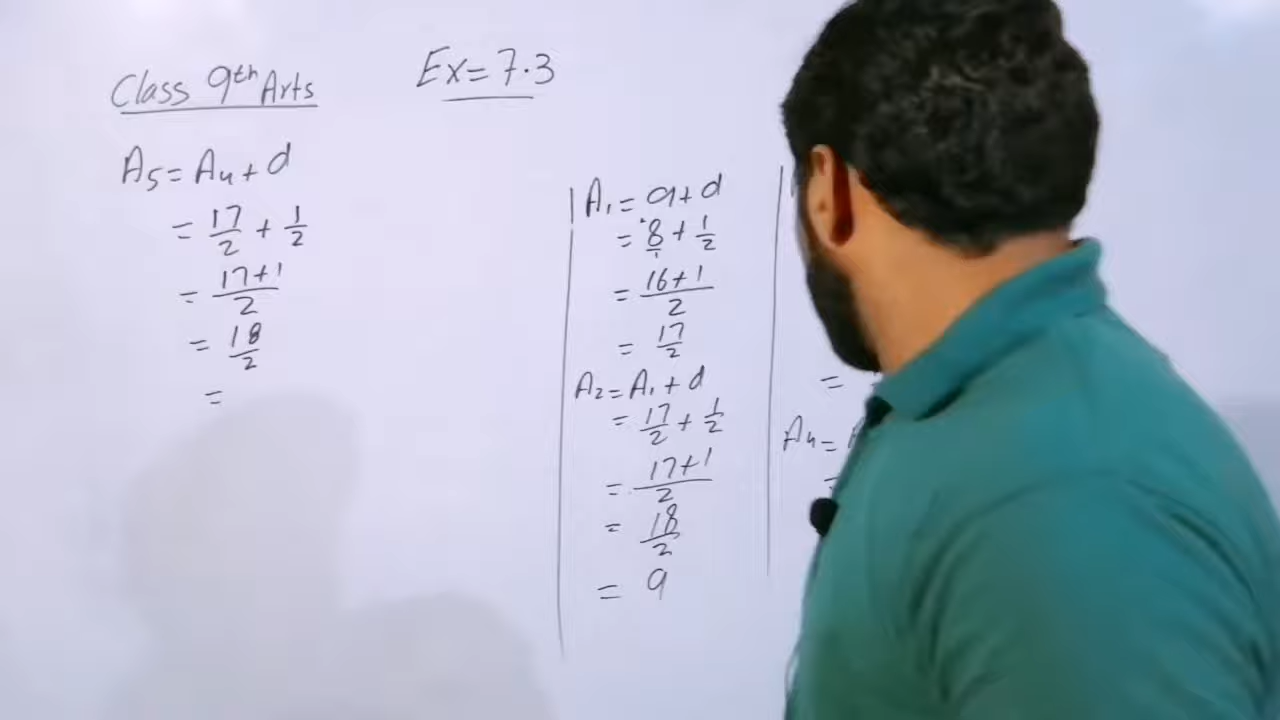 Class 9th Arts
Ex = 7.3
A5 = A4 + d
= 17/2 + 1/2
= 17+1/2
= 18/2
=
A1 = a + d
= 8/1 + 1/2
= 16+1/2
= 17/2
A2 = A1 + d
= 17/2 + 1/2
= 17+1/2
= 18/2
= 9
=
A4 =
=